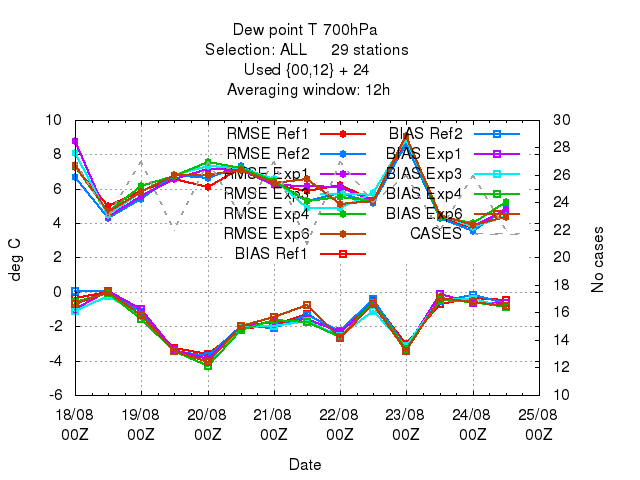 Dew point T 700hPa
Selection: ALL 29 stations
Used {00,12} + 24
Averaging window: 12h
10
8
6
4
2
0
-2
-4
-6
deg C
30
28
26
24
22
20
18
16
14
12
10
No cases
RMSE Ref1
RMSE Ref2
RMSE Exp1
RMSE Exp3
RMSE Exp4
RMSE Exp6
BIAS Ref1
BIAS Ref2
BIAS Exp1
BIAS Exp3
BIAS Exp4
BIAS Exp6
CASES
18/08 19/08 20/08 21/08 22/08 23/08 24/08 25/08
00Z 00Z 00Z 00Z 00Z 00Z 00Z 00Z
Date